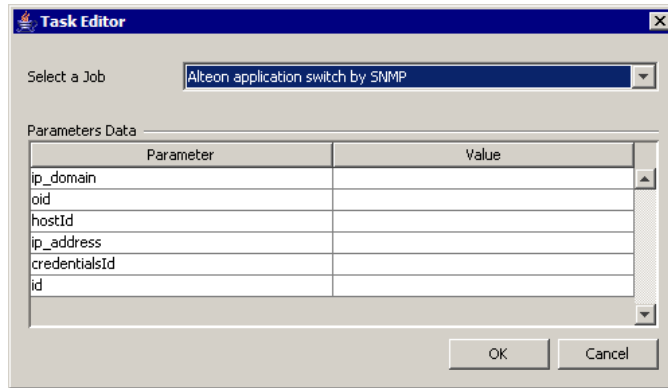 Task Editor
Select a Job Alteon application switch by SNMP
Parameters Data
Parameter Value
ip_domain
oid
hostId
ip_address
credentialsId
id
OK Cancel